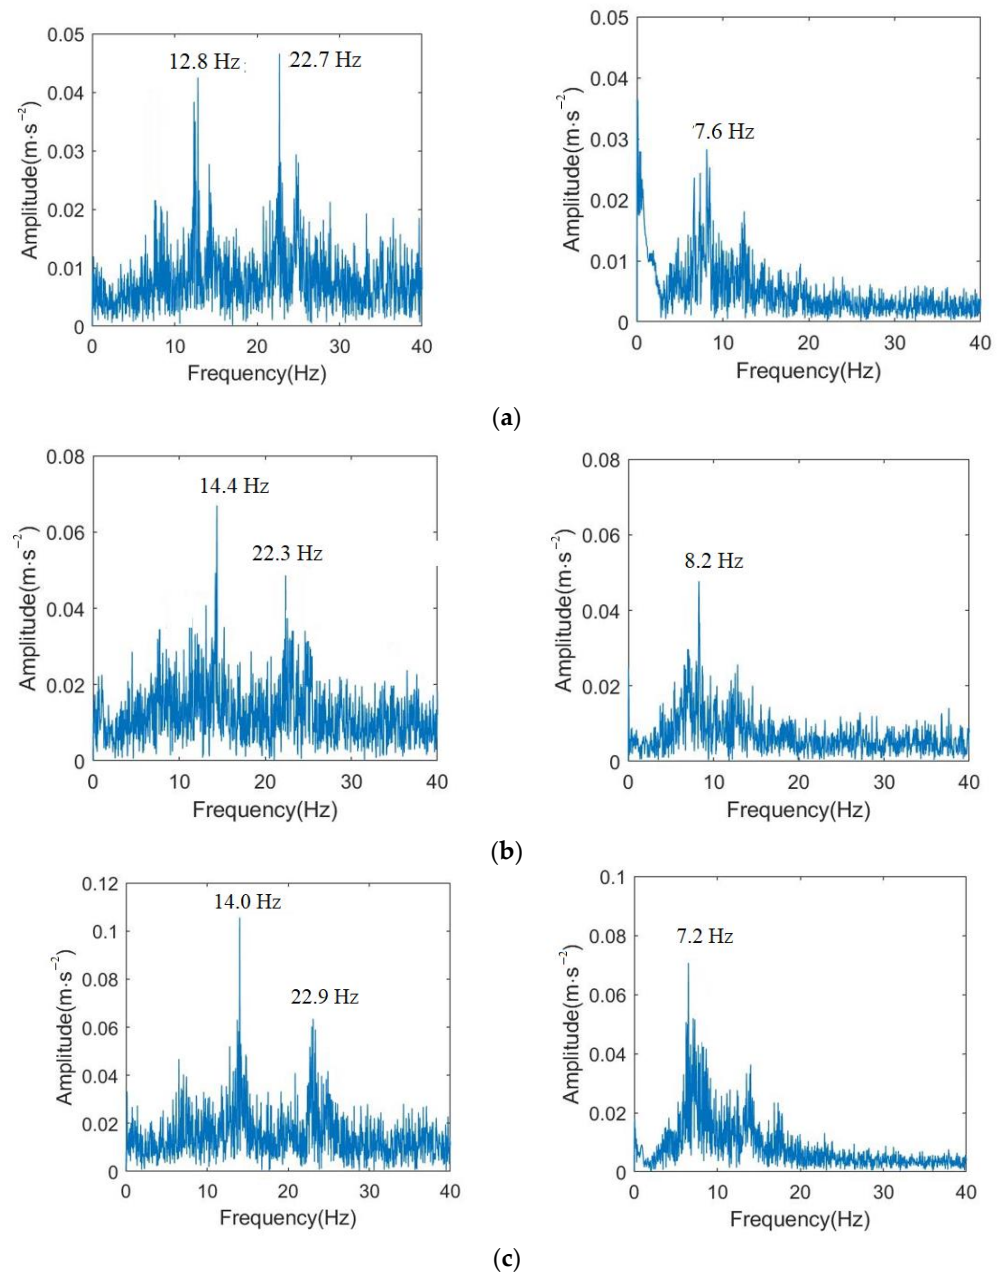 0.05
0.04
0.03
0.02
0.01
0
12.8 Hz
22.7 Hz
Amplitude(m·s⁻²)
0 10 20 30 40
Frequency(Hz)
0.05
0.04
0.03
0.02
0.01
0
7.6 Hz
Amplitude(m·s⁻²)
0 10 20 30 40
Frequency(Hz)
(a)
0.08
0.06
0.04
0.02
0
14.4 Hz
22.3 Hz
Amplitude(m·s⁻²)
0 10 20 30 40
Frequency(Hz)
0.08
0.06
0.04
0.02
0
8.2 Hz
Amplitude(m·s⁻²)
0 10 20 30 40
Frequency(Hz)
(b)
0.12
0.1
0.08
0.06
0.04
0.02
0
14.0 Hz
22.9 Hz
Amplitude(m·s⁻²)
0 10 20 30 40
Frequency(Hz)
0.1
0.08
0.06
0.04
0.02
0
7.2 Hz
Amplitude(m·s⁻²)
0 10 20 30 40
Frequency(Hz)
(c)